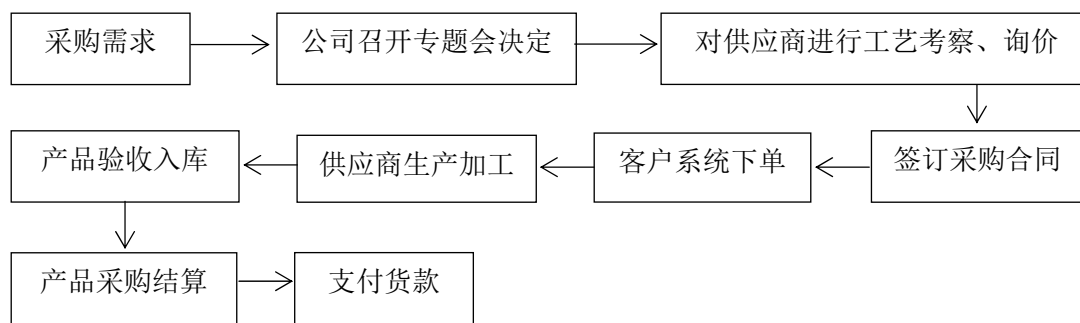 采购需求
公司召开专题会决定
对供应商进行工艺考察、询价
签订采购合同
客户系统下单
供应商生产加工
产品验收入库
产品采购结算
支付货款